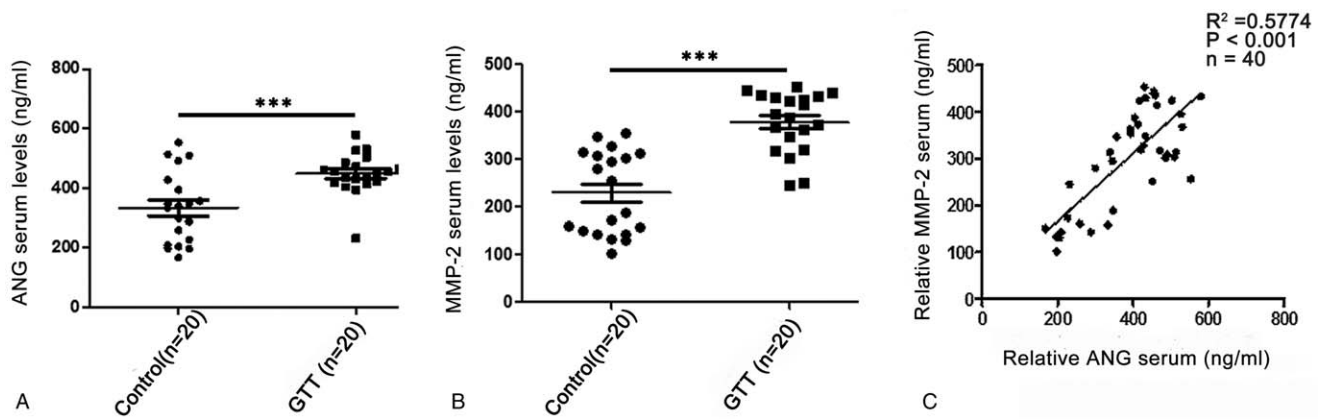 ANG serum levels (ng/ml)
800
600
400
200
0
***
Control(n=20)
GTT (n=20)
A
MMP-2 serum levels (ng/ml)
500
400
300
200
100
0
***
Control(n=20)
GTT (n=20)
B
R² =0.5774
P < 0.001
n = 40
Relative MMP-2 serum (ng/ml)
500
400
300
200
100
0
0 200 400 600 800
Relative ANG serum (ng/ml)
C